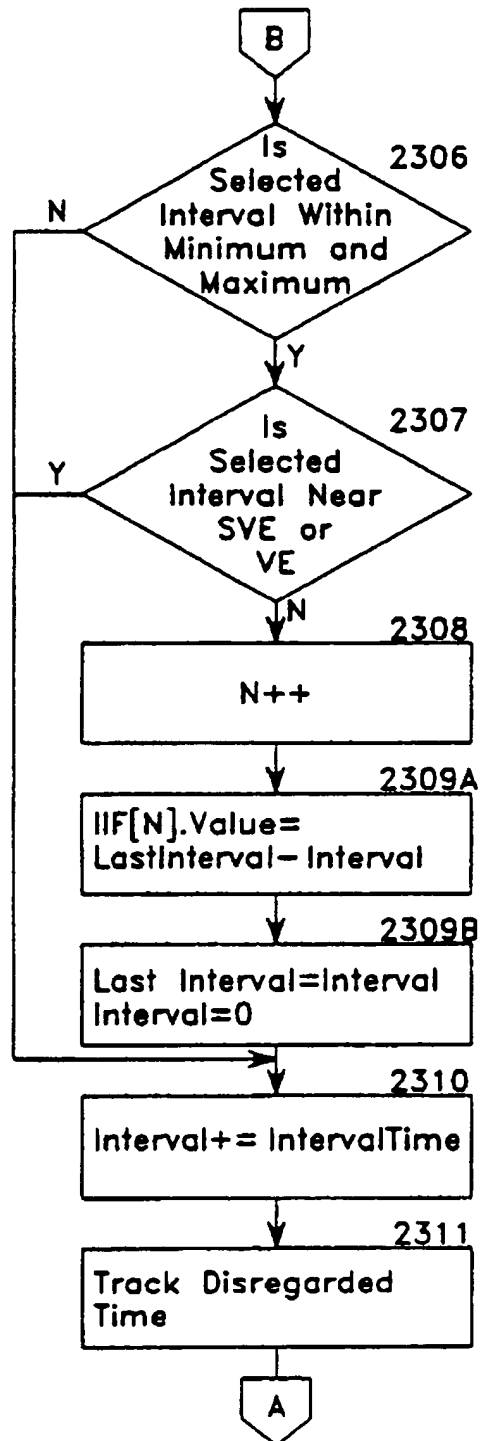 B
2306
Is
Selected
Interval Within
Minimum and
Maximum
N
Y
2307
Is
Selected
Interval Near
SVE or
VE
Y
N
2308
N++
2309A
IIF[N].Value=
LastInterval-Interval
2309B
Last Interval=Interval
Interval=0
2310
Interval+= IntervalTime
2311
Track Disregarded
Time
A